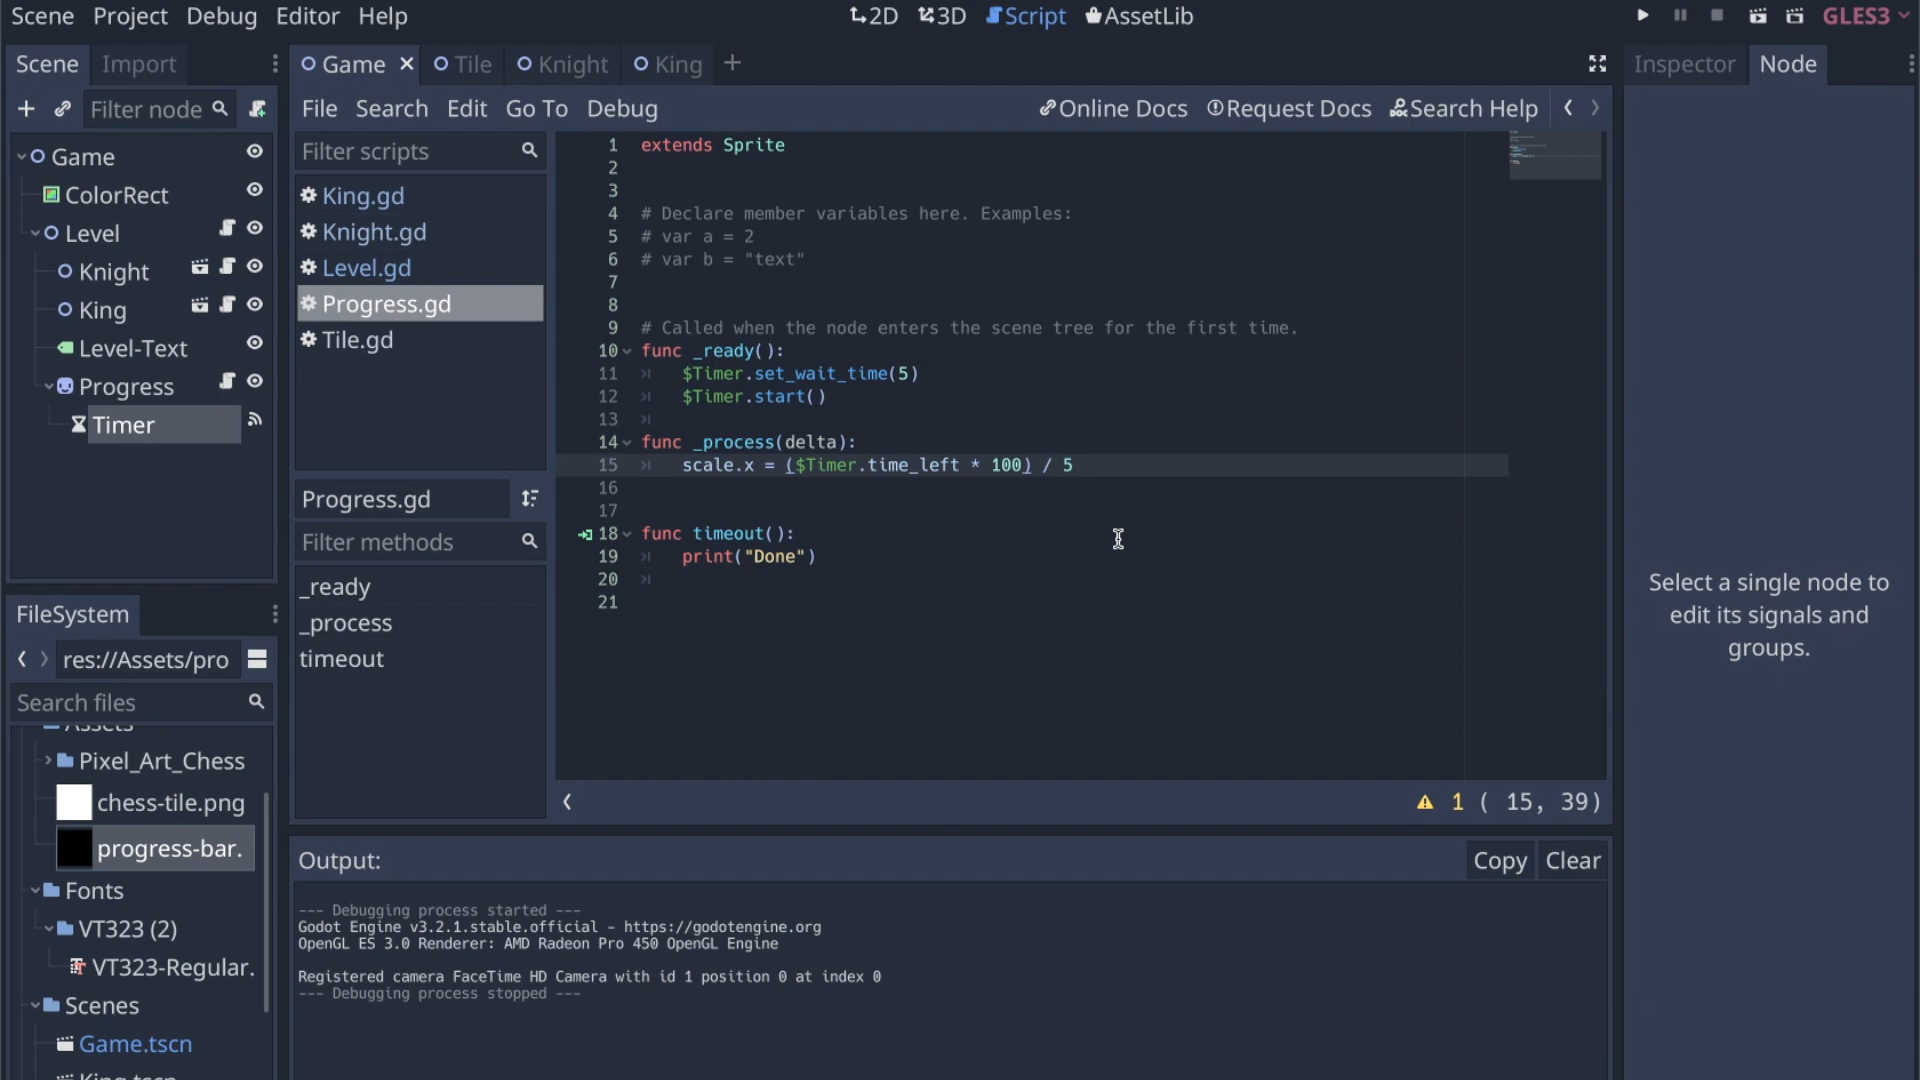 Scene Project Debug Editor Help
2D 3D Script AssetLib
GLES3
Scene Import
Game Tile Knight King
Inspector Node
Filter node
File Search Edit Go To Debug
Online Docs Request Docs Search Help
Game
ColorRect
Level
Knight
King
Level-Text
Progress
Timer
Filter scripts
King.gd
Knight.gd
Level.gd
Progress.gd
Tile.gd
Progress.gd
Filter methods
_ready
_process
timeout
1 extends Sprite
2
3
4 # Declare member variables here. Examples:
5 # var a = 2
6 # var b = "text"
7
8
9 # Called when the node enters the scene tree for the first time.
10 func _ready():
11 $Timer.set_wait_time(5)
12 $Timer.start()
13
14 func _process(delta):
15 scale.x = ($Timer.time_left * 100) / 5
16
17
18 func timeout():
19 print("Done")
20
21
1 ( 15, 39)
Select a single node to
edit its signals and
groups.
FileSystem
res://Assets/pro
Search files
Assets
Pixel_Art_Chess
chess-tile.png
progress-bar.
Fonts
VT323 (2)
VT323-Regular.
Scenes
Game.tscn
King.tscn
Output:
Copy Clear
--- Debugging process started ---
Godot Engine v3.2.1.stable.official - https://godotengine.org
OpenGL ES 3.0 Renderer: AMD Radeon Pro 450 OpenGL Engine
Registered camera FaceTime HD Camera with id 1 position 0 at index 0
--- Debugging process stopped ---